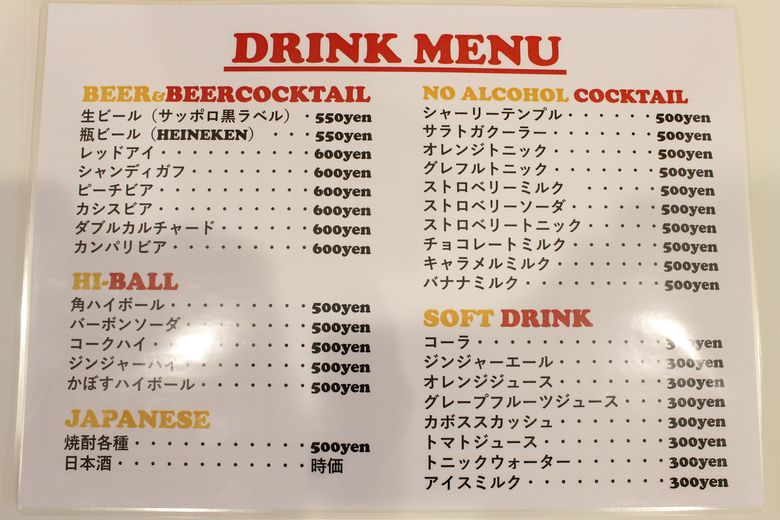 DRINK MENU
BEER&BEERCOCKTAIL
生ビール（サッポロ黒ラベル）・550yen
瓶ビール（HEINEKEN）・・・550yen
レッドアイ・・・・・・・・・・600yen
シャンディガフ・・・・・・・・600yen
ピーチビア・・・・・・・・・・600yen
カシスビア・・・・・・・・・・600yen
ダブルカルチャード・・・・・・600yen
カンパリビア・・・・・・・・・600yen
HI-BALL
角ハイボール・・・・・・・・・500yen
バーボンソーダ・・・・・・・・500yen
コークハイ・・・・・・・・・・500yen
ジンジャーハイ・・・・・・・・500yen
かぼすハイボール・・・・・・・500yen
JAPANESE
焼酎各種・・・・・・・・・・・500yen
日本酒・・・・・・・・・・・・時価
NO ALCOHOL COCKTAIL
シャーリーテンプル・・・・・・500yen
サラトガクーラー・・・・・・・500yen
オレンジトニック・・・・・・・500yen
グレフルトニック・・・・・・・500yen
ストロベリーミルク・・・・・・500yen
ストロベリーソーダ・・・・・・500yen
ストロベリートニック・・・・・500yen
チョコレートミルク・・・・・・500yen
キャラメルミルク・・・・・・・500yen
バナナミルク・・・・・・・・・500yen
SOFT DRINK
コーラ・・・・・・・・・・・・300yen
ジンジャーエール・・・・・・・300yen
オレンジジュース・・・・・・・300yen
グレープフルーツジュース・・・300yen
カボススカッシュ・・・・・・・300yen
トマトジュース・・・・・・・・300yen
トニックウォーター・・・・・・300yen
アイスミルク・・・・・・・・・300yen